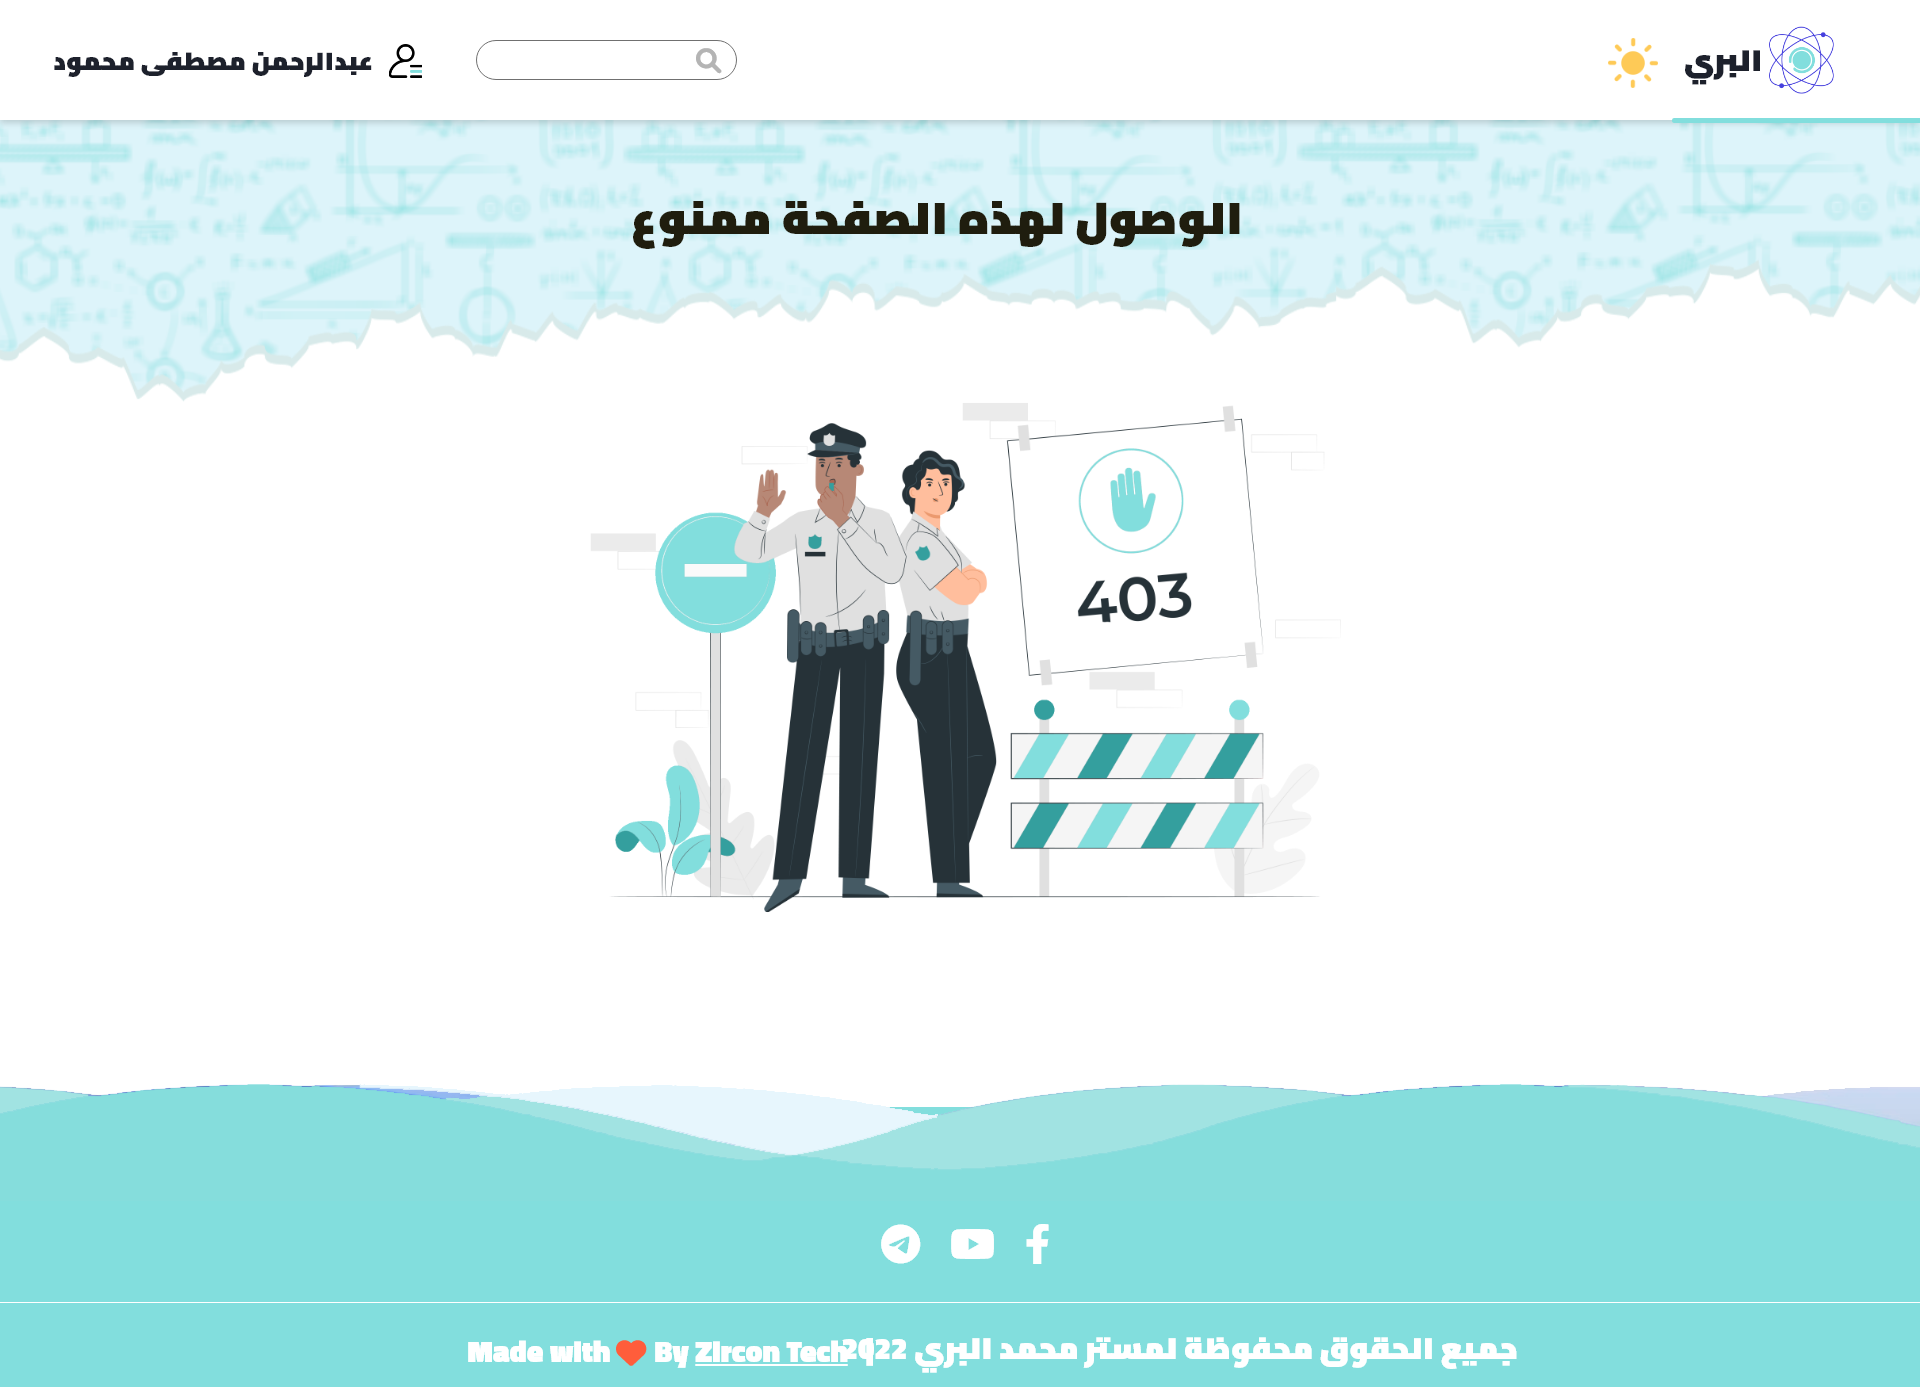 البري
عبدالرحمن مصطفى محمود
الوصول لهذه الصفحة ممنوع
403
جميع الحقوق محفوظة لمستر محمد البري 2022 |
Made with ❤ By Zircon Tech